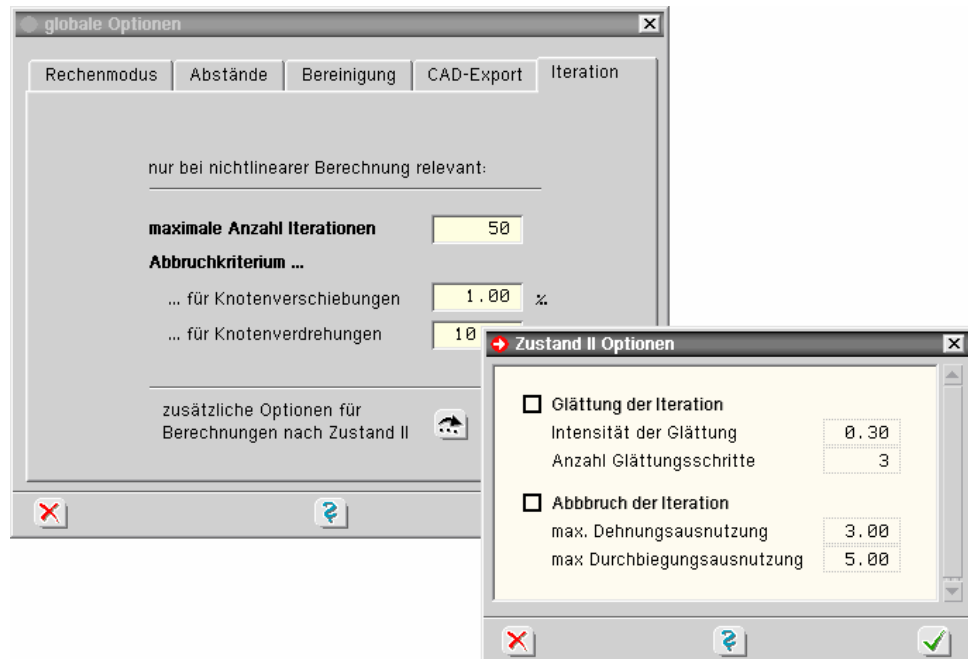 globale Optionen
Rechenmodus Abstände Bereinigung CAD-Export Iteration
nur bei nichtlinearer Berechnung relevant:
maximale Anzahl Iterationen 50
Abbruchkriterium ...
... für Knotenverschiebungen 1.00 %
... für Knotenverdrehungen 10
zusätzliche Optionen für
Berechnungen nach Zustand II
Zustand II Optionen
Glättung der Iteration
Intensität der Glättung 0.30
Anzahl Glättungsschritte 3
Abbbruch der Iteration
max. Dehnungsausnutzung 3.00
max Durchbiegungsausnutzung 5.00